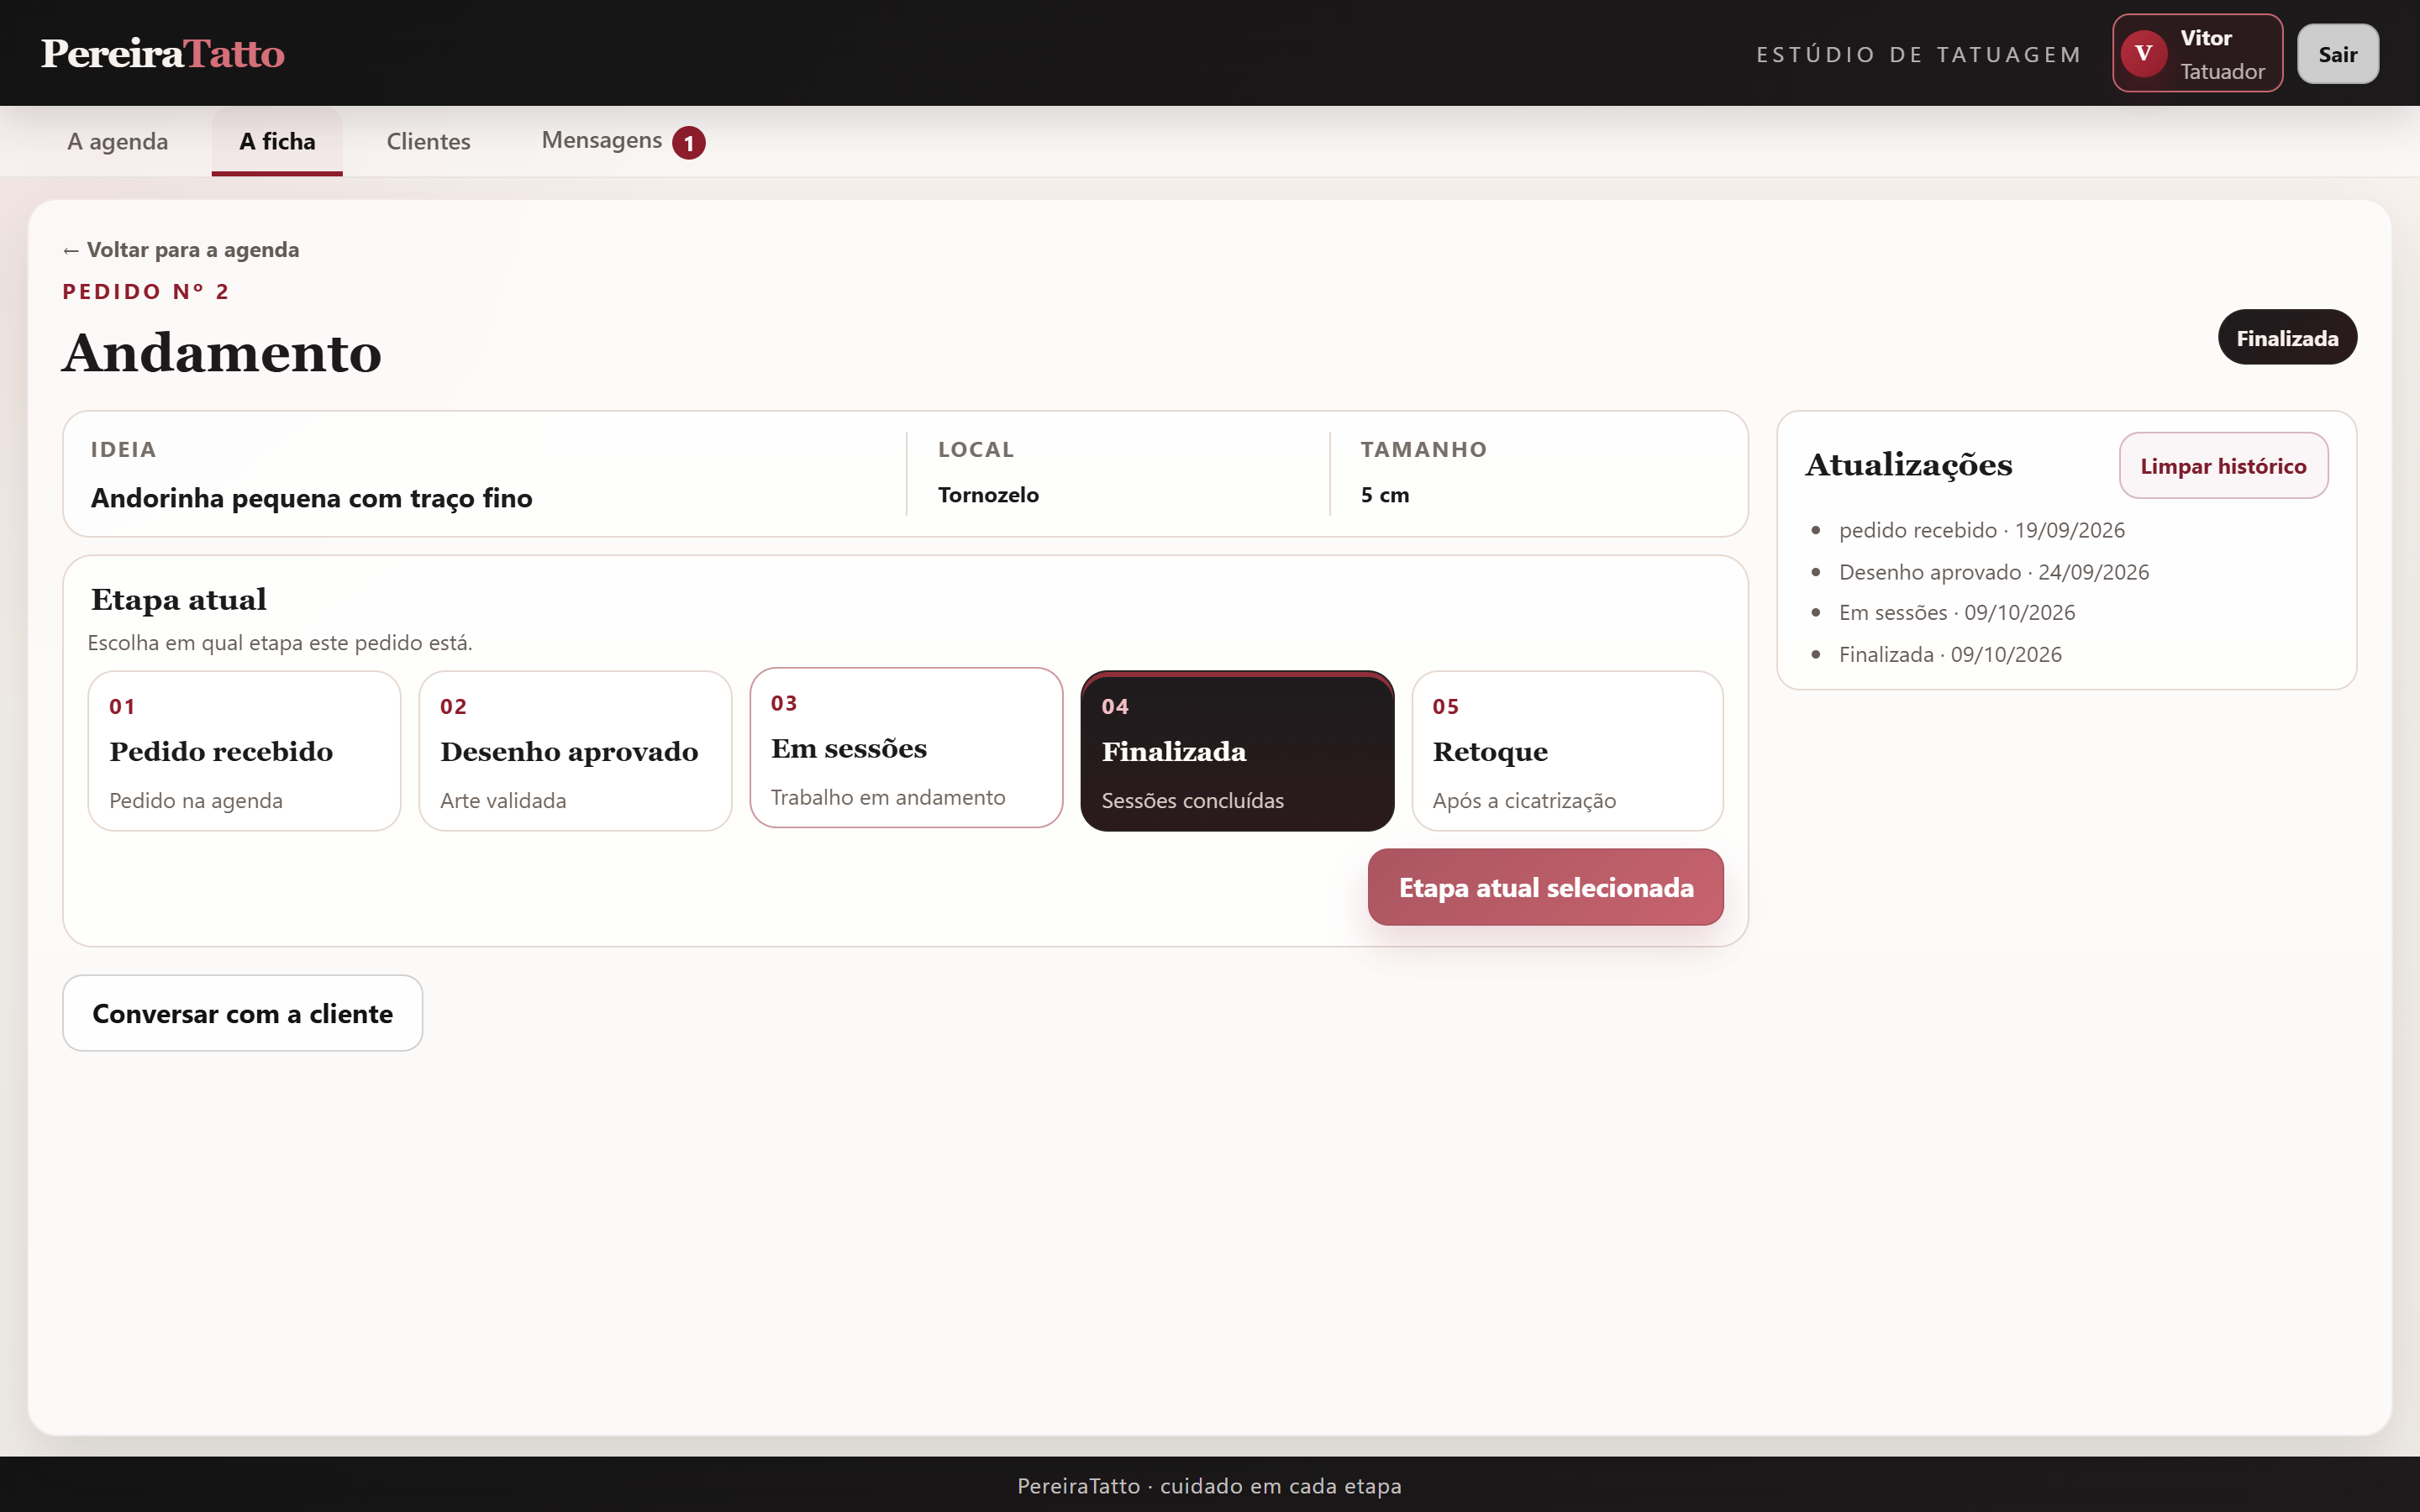 PereiraTatto
ESTÚDIO DE TATUAGEM
V
Vitor
Tatuador
Sair
A agenda
A ficha
Clientes
Mensagens 1
← Voltar para a agenda
PEDIDO Nº 2
Andamento
Finalizada
IDEIA
Andorinha pequena com traço fino
LOCAL
Tornozelo
TAMANHO
5 cm
Etapa atual
Escolha em qual etapa este pedido está.
01
Pedido recebido
Pedido na agenda
02
Desenho aprovado
Arte validada
03
Em sessões
Trabalho em andamento
04
Finalizada
Sessões concluídas
05
Retoque
Após a cicatrização
Etapa atual selecionada
Conversar com a cliente
Atualizações
Limpar histórico
• pedido recebido · 19/09/2026
• Desenho aprovado · 24/09/2026
• Em sessões · 09/10/2026
• Finalizada · 09/10/2026
PereiraTatto · cuidado em cada etapa